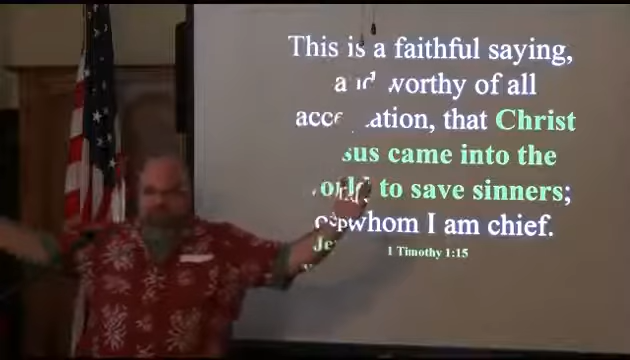 This is a faithful saying,
worthy of all
that Christ
came into the
to save sinners;
whom I am chief.
1 Timothy 1:15